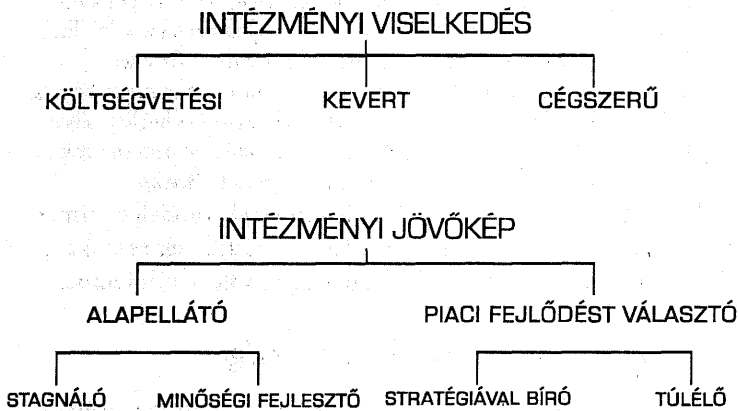 INTÉZMÉNYI VISELKEDÉS
KÖLTSÉGVETÉSI KEVERT CÉGSZERŰ
INTÉZMÉNYI JÖVŐKÉP
ALAPELLÁTÓ PIACI FEJLŐDÉST VÁLASZTÓ
STAGNÁLÓ MINŐSÉGI FEJLESZTŐ STRATÉGIÁVAL BÍRÓ TÚLÉLŐ